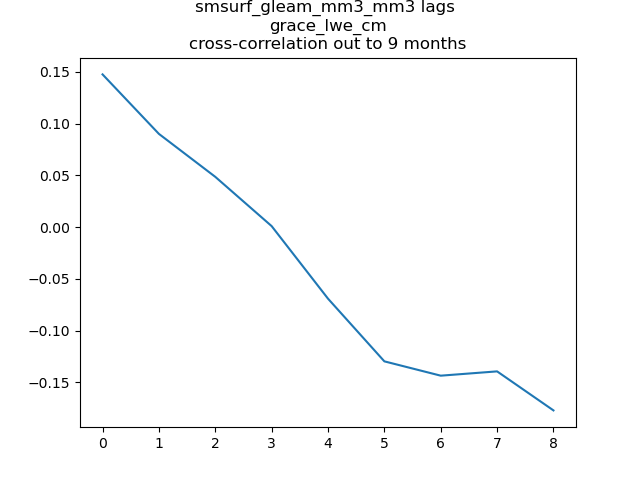 smsurf_gleam_mm3_mm3 lags
grace_lwe_cm
cross-correlation out to 9 months
0.15
0.10
0.05
0.00
−0.05
−0.10
−0.15
0 1 2 3 4 5 6 7 8